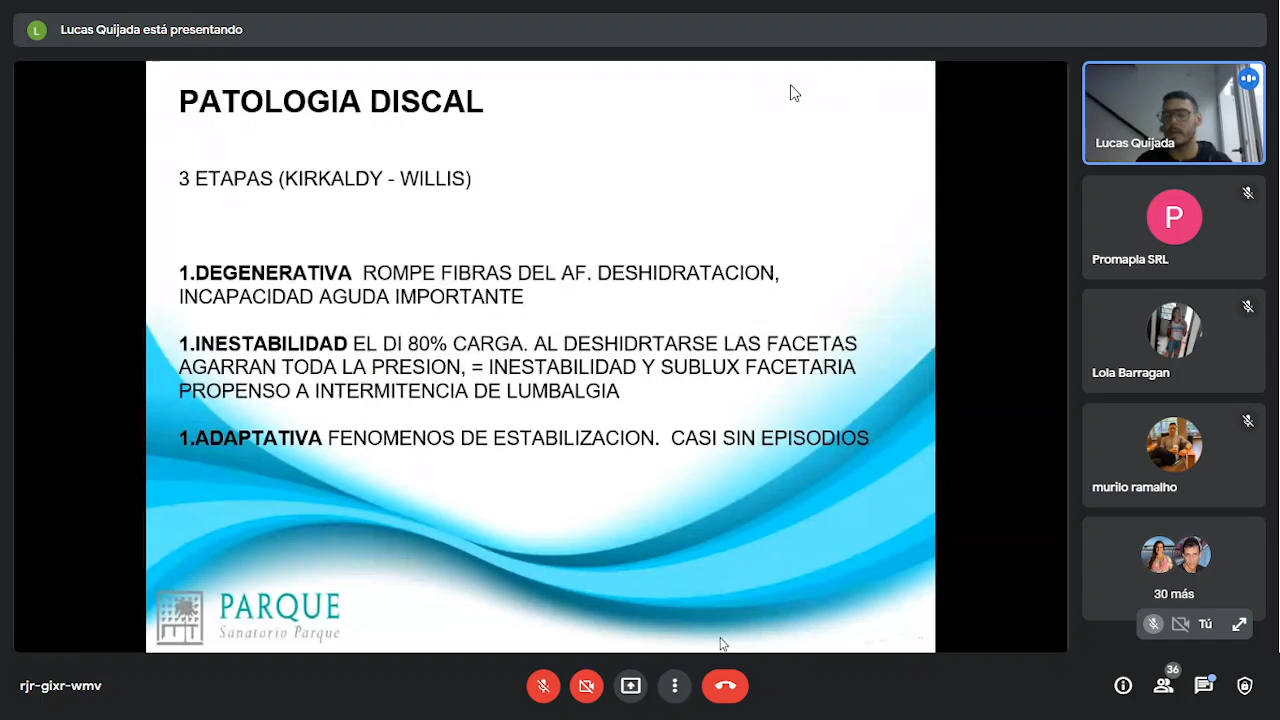 L
Lucas Quijada está presentando
PATOLOGIA DISCAL
3 ETAPAS (KIRKALDY - WILLIS)
1.DEGENERATIVA ROMPE FIBRAS DEL AF. DESHIDRATACION,
INCAPACIDAD AGUDA IMPORTANTE
1.INESTABILIDAD EL DI 80% CARGA. AL DESHIDRTARSE LAS FACETAS
AGARRAN TODA LA PRESION, = INESTABILIDAD Y SUBLUX FACETARIA
PROPENSO A INTERMITENCIA DE LUMBALGIA
1.ADAPTATIVA FENOMENOS DE ESTABILIZACION. CASI SIN EPISODIOS
PARQUE
Sanatorio Parque
Lucas Quijada
P
Promapla SRL
Lola Barragan
murilo ramalho
30 más
Tú
rjr-gixr-wmv
36